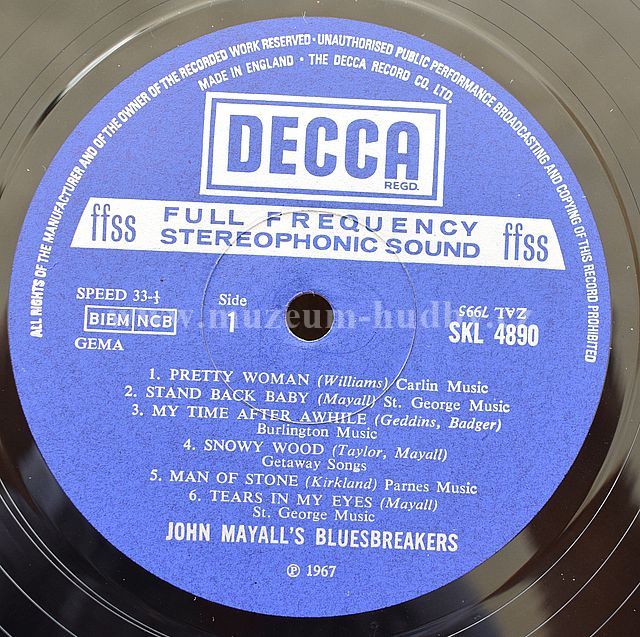 ALL RIGHTS OF THE MANUFACTURER AND OF THE OWNER OF THE RECORDED WORK RESERVED · UNAUTHORISED PUBLIC PERFORMANCE BROADCASTING AND COPYING OF THIS RECORD PROHIBITED
MADE IN ENGLAND · THE DECCA RECORD CO. LTD.
DECCA
REGD.
ffss FULL FREQUENCY ffss
STEREOPHONIC SOUND
SPEED 33-⅓
BIEM NCB
GEMA
Side
1
ZAL 7995
SKL 4890
1. PRETTY WOMAN (Williams) Carlin Music
2. STAND BACK BABY (Mayall) St. George Music
3. MY TIME AFTER AWHILE (Geddins, Badger)
Burlington Music
4. SNOWY WOOD (Taylor, Mayall)
Getaway Songs
5. MAN OF STONE (Kirkland) Parnes Music
6. TEARS IN MY EYES (Mayall)
St. George Music
JOHN MAYALL'S BLUESBREAKERS
℗ 1967